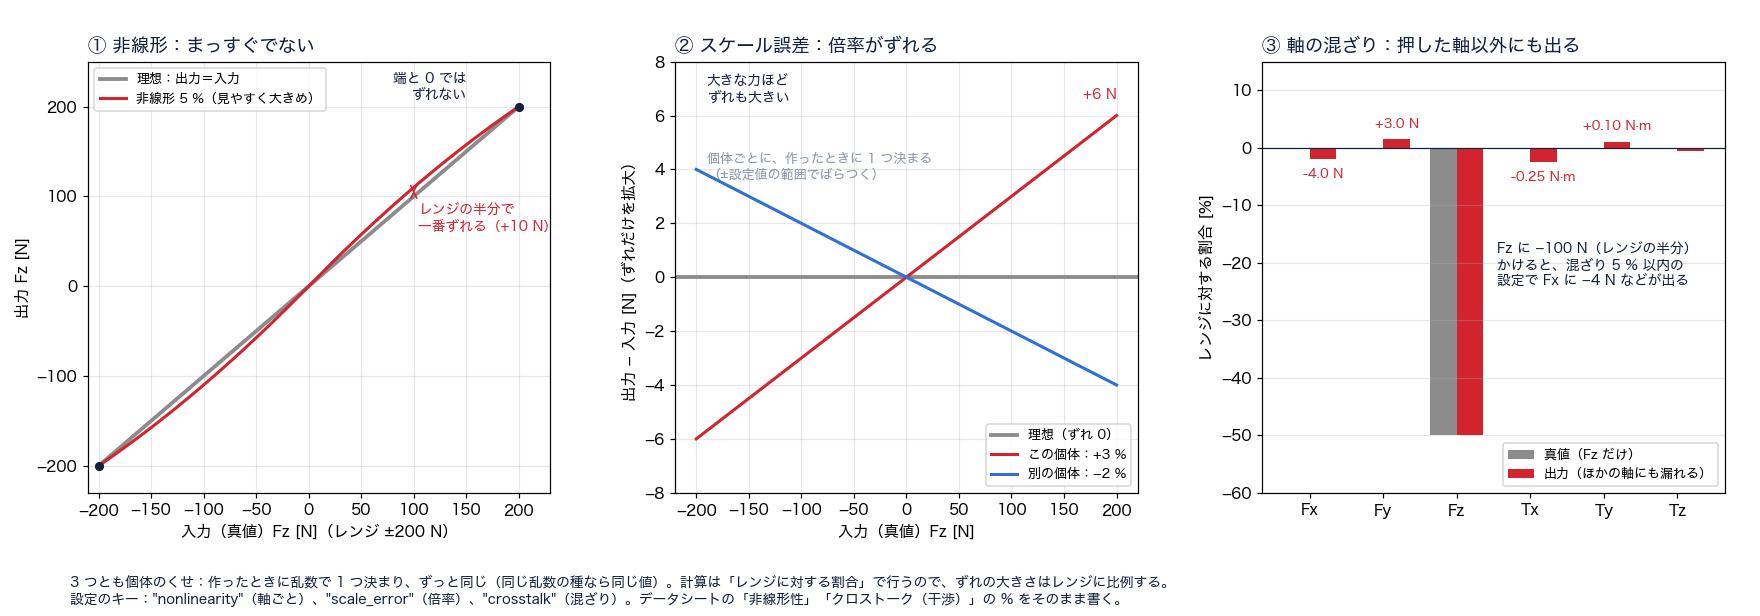 ① 非線形：まっすぐでない
理想：出力＝入力
非線形 5 %（見やすく大きめ）
端と 0 では
ずれない
レンジの半分で
一番ずれる（+10 N）
200
100
0
−100
−200
出力 Fz [N]
−200 −150 −100 −50 0 50 100 150 200
入力（真値）Fz [N]（レンジ ±200 N）
② スケール誤差：倍率がずれる
大きな力ほど
ずれも大きい
+6 N
個体ごとに、作ったときに 1 つ決まる
（±設定値の範囲でばらつく）
8
6
4
2
0
−2
−4
−6
−8
出力 − 入力 [N]（ずれだけを拡大）
理想（ずれ 0）
この個体：+3 %
別の個体：−2 %
−200 −150 −100 −50 0 50 100 150 200
入力（真値）Fz [N]
③ 軸の混ざり：押した軸以外にも出る
10
0
−10
−20
−30
−40
−50
−60
レンジに対する割合 [%]
-4.0 N
+3.0 N
-0.25 N·m
+0.10 N·m
Fz に −100 N（レンジの半分）
かけると、混ざり 5 % 以内の
設定で Fx に −4 N などが出る
真値（Fz だけ）
出力（ほかの軸にも漏れる）
Fx Fy Fz Tx Ty Tz
3 つとも個体のくせ：作ったときに乱数で 1 つ決まり、ずっと同じ（同じ乱数の種なら同じ値）。計算は「レンジに対する割合」で行うので、ずれの大きさはレンジに比例する。
設定のキー："nonlinearity"（軸ごと）、"scale_error"（倍率）、"crosstalk"（混ざり）。データシートの「非線形性」「クロストーク（干渉）」の % をそのまま書く。